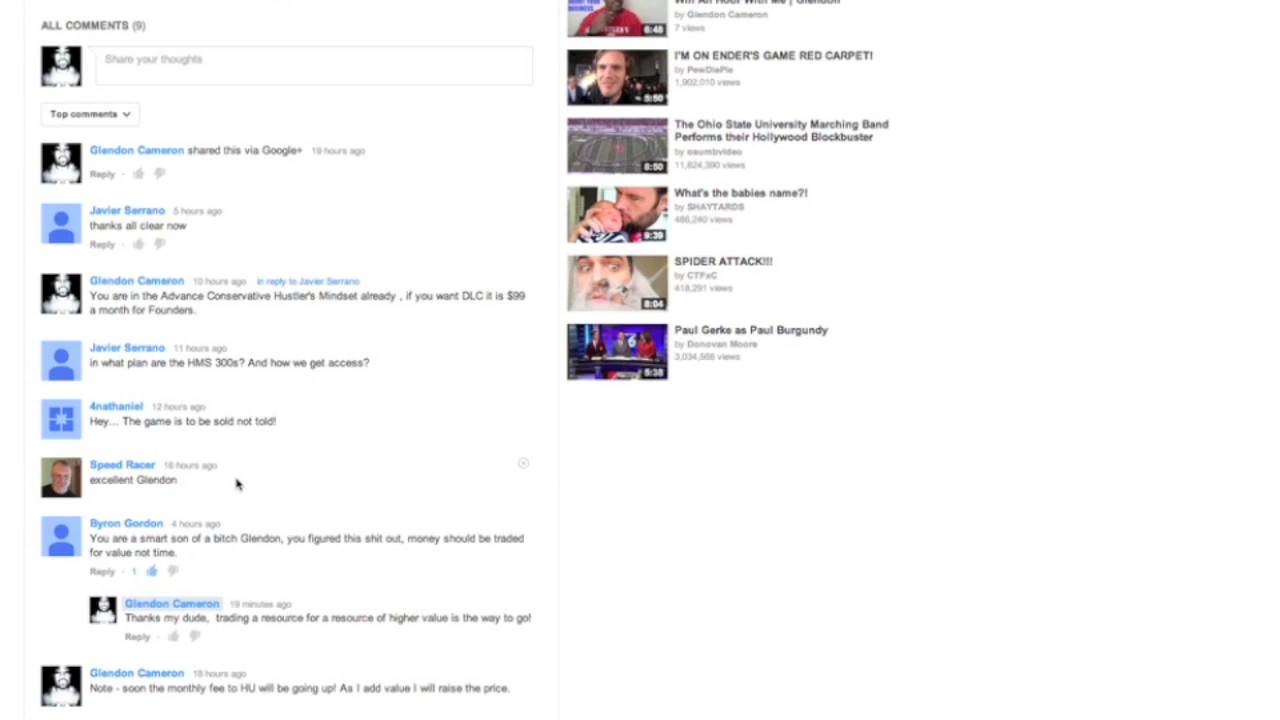 ALL COMMENTS (9)
Share your thoughts
Top comments
Glendon Cameron shared this via Google+ 19 hours ago
Reply
Javier Serrano 5 hours ago
thanks all clear now
Reply
Glendon Cameron 10 hours ago in reply to Javier Serrano
You are in the Advance Conservative Hustler's Mindset already , if you want DLC it is $99
a month for Founders.
Javier Serrano 11 hours ago
in what plan are the HMS 300s? And how we get access?
4nathaniel 12 hours ago
Hey... The game is to be sold not told!
Speed Racer 16 hours ago
excellent Glendon
Byron Gordon 4 hours ago
You are a smart son of a bitch Glendon, you figured this shit out, money should be traded
for value not time.
Reply · 1
Glendon Cameron 19 minutes ago
Thanks my dude, trading a resource for a resource of higher value is the way to go!
Reply
Glendon Cameron 18 hours ago
Note - soon the monthly fee to HU will be going up! As I add value I will raise the price.
Win An Hour With Me | Glendon
by Glendon Cameron
7 views
6:48
I'M ON ENDER'S GAME RED CARPET!
by PewDiePie
1,902,010 views
5:50
The Ohio State University Marching Band
Performs their Hollywood Blockbuster
by osumbvideo
11,824,390 views
8:50
What's the babies name?!
by SHAYTARDS
486,240 views
9:39
SPIDER ATTACK!!!
by CTFxC
418,291 views
8:04
Paul Gerke as Paul Burgundy
by Donovan Moore
3,034,568 views
5:38